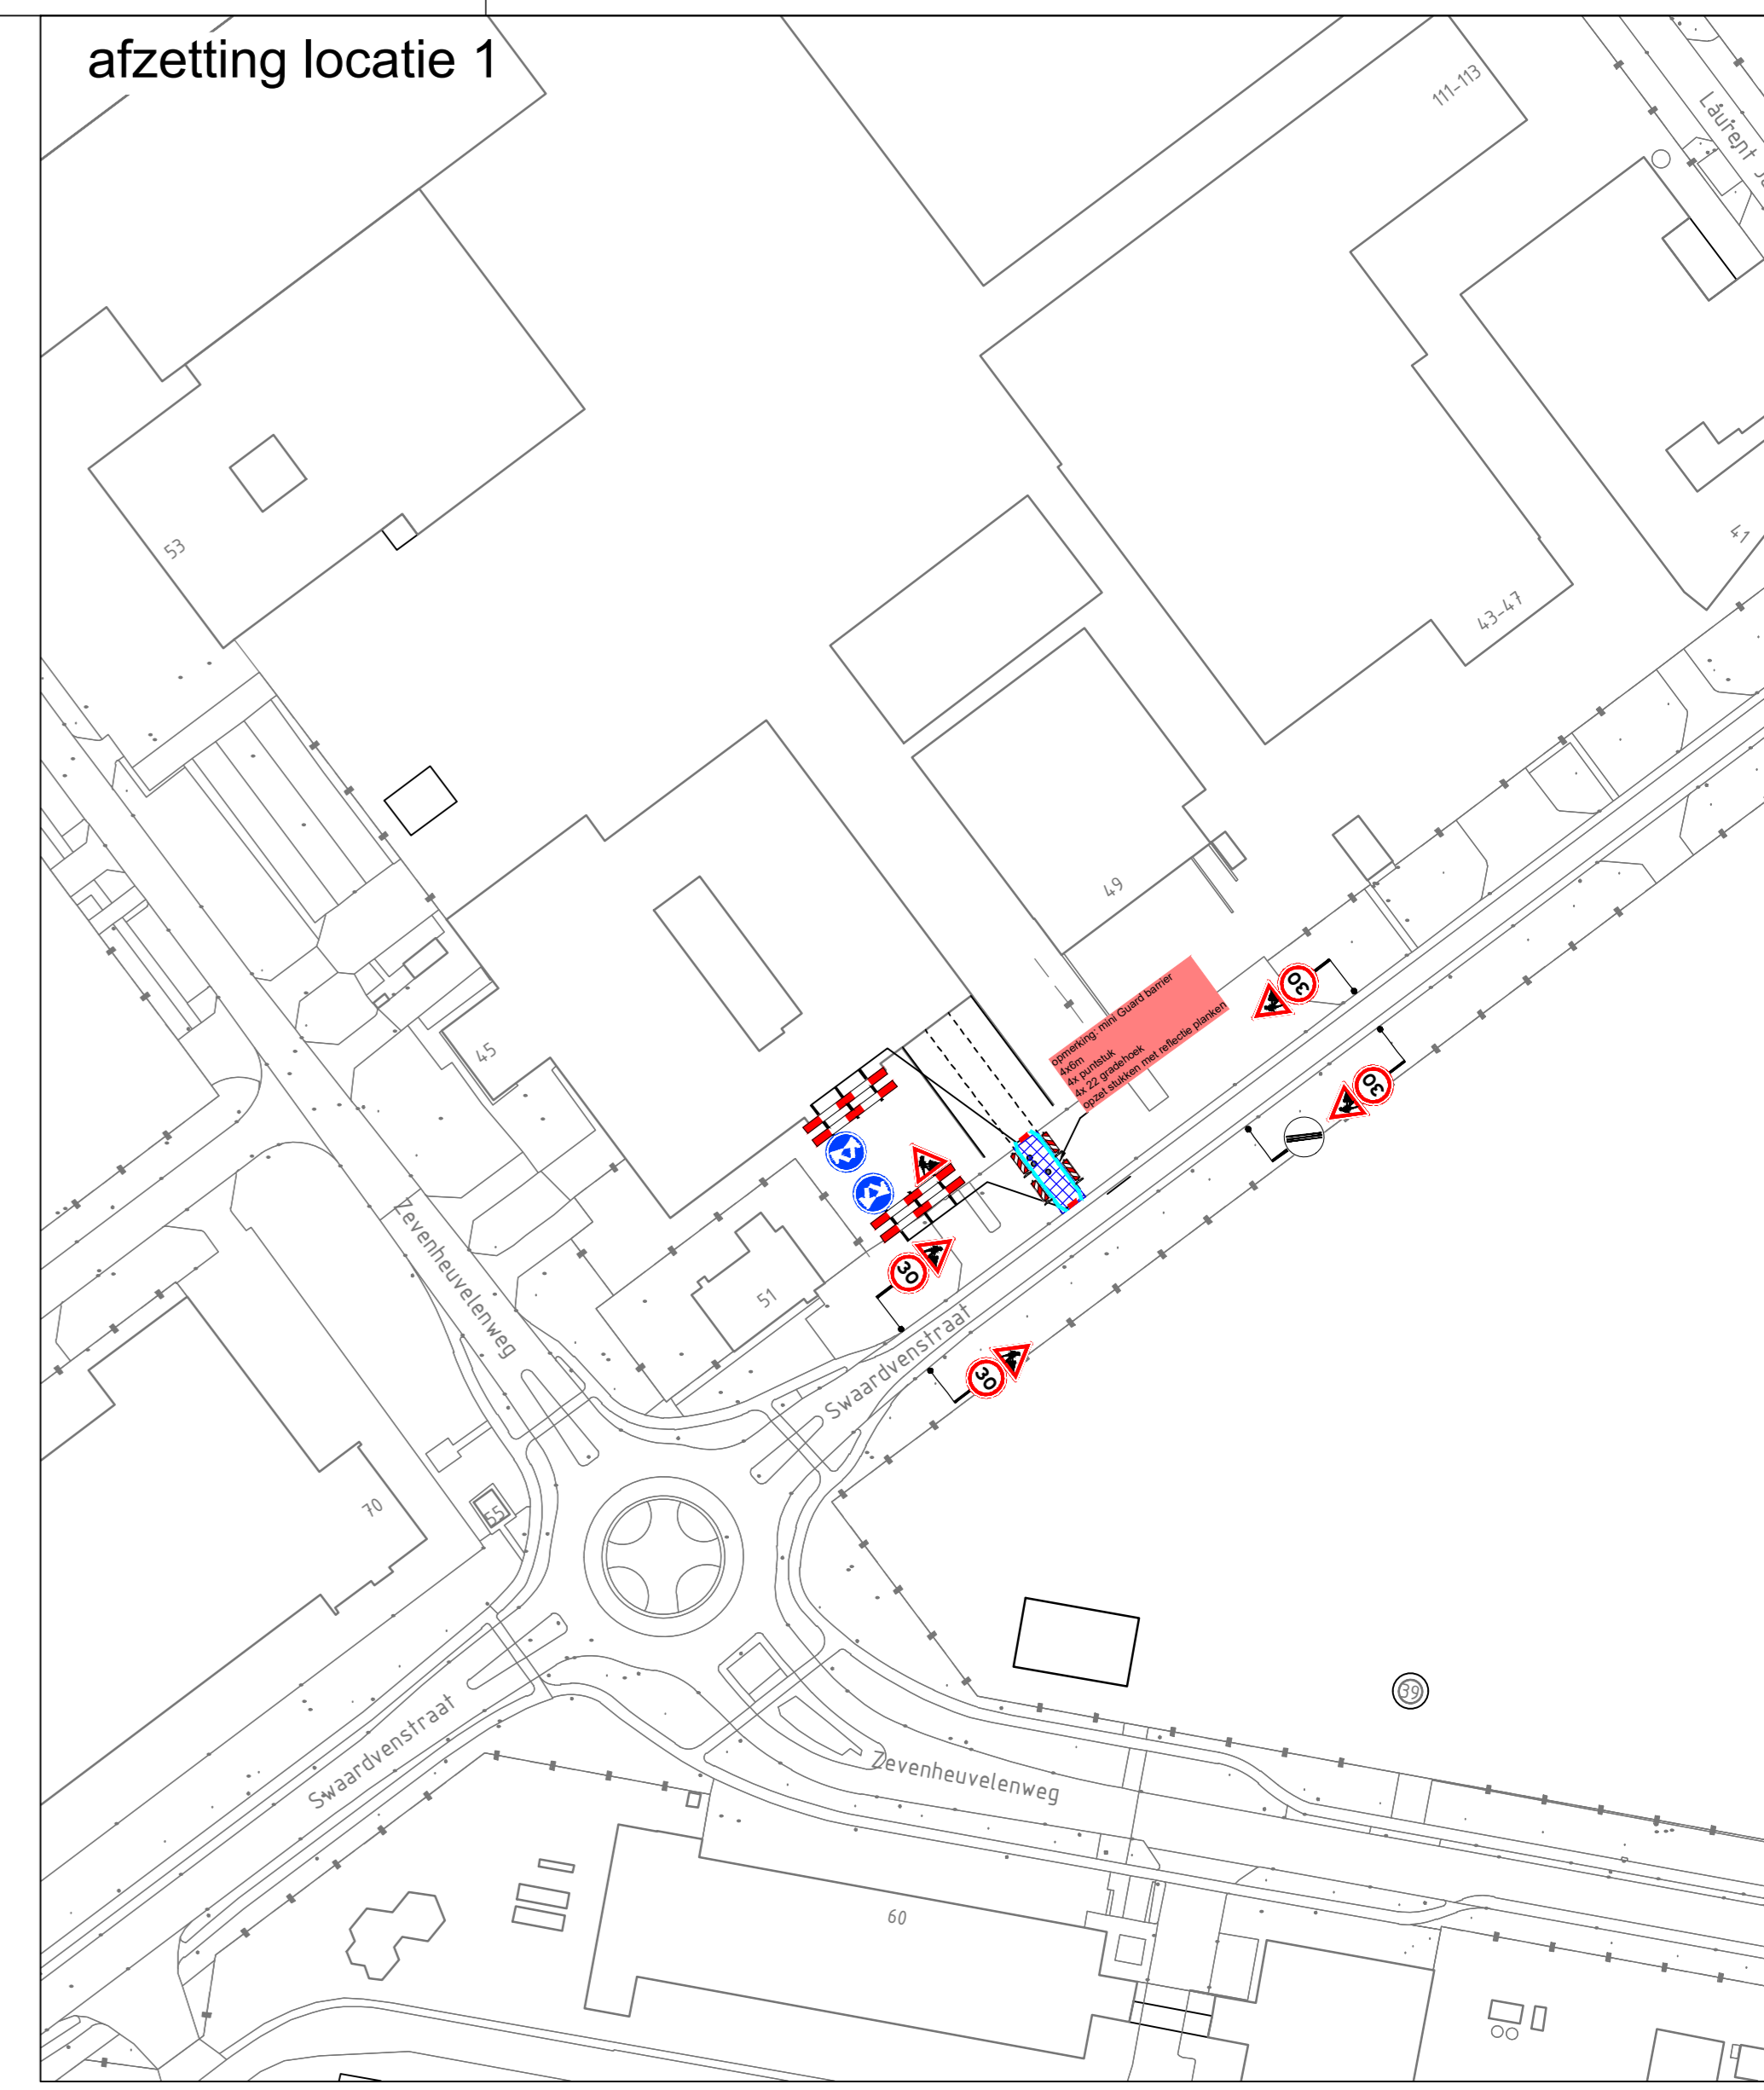 afzetting locatie 1
111-113
53
41
43-47
49
opmerking: mini Guard barrier
4x6m
4x puntstuk
4x 22 gradehoek
opzet stukken met reflectie planken
30
30
45
Zevenheuvelenweg
51
30
Swaardvenstraat
30
70
55
39
Swaardvenstraat
Zevenheuvelenweg
60